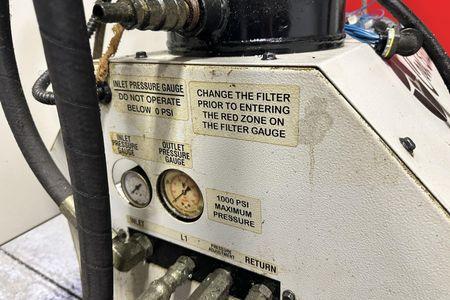 INLET PRESSURE GAUGE
DO NOT OPERATE
BELOW 0 PSI
CHANGE THE FILTER
PRIOR TO ENTERING
THE RED ZONE ON
THE FILTER GAUGE
INLET
PRESSURE
GAUGE
OUTLET
PRESSURE
GAUGE
1000 PSI
MAXIMUM
PRESSURE
INLET
L1
PRESSURE
ADJUSTMENT
RETURN